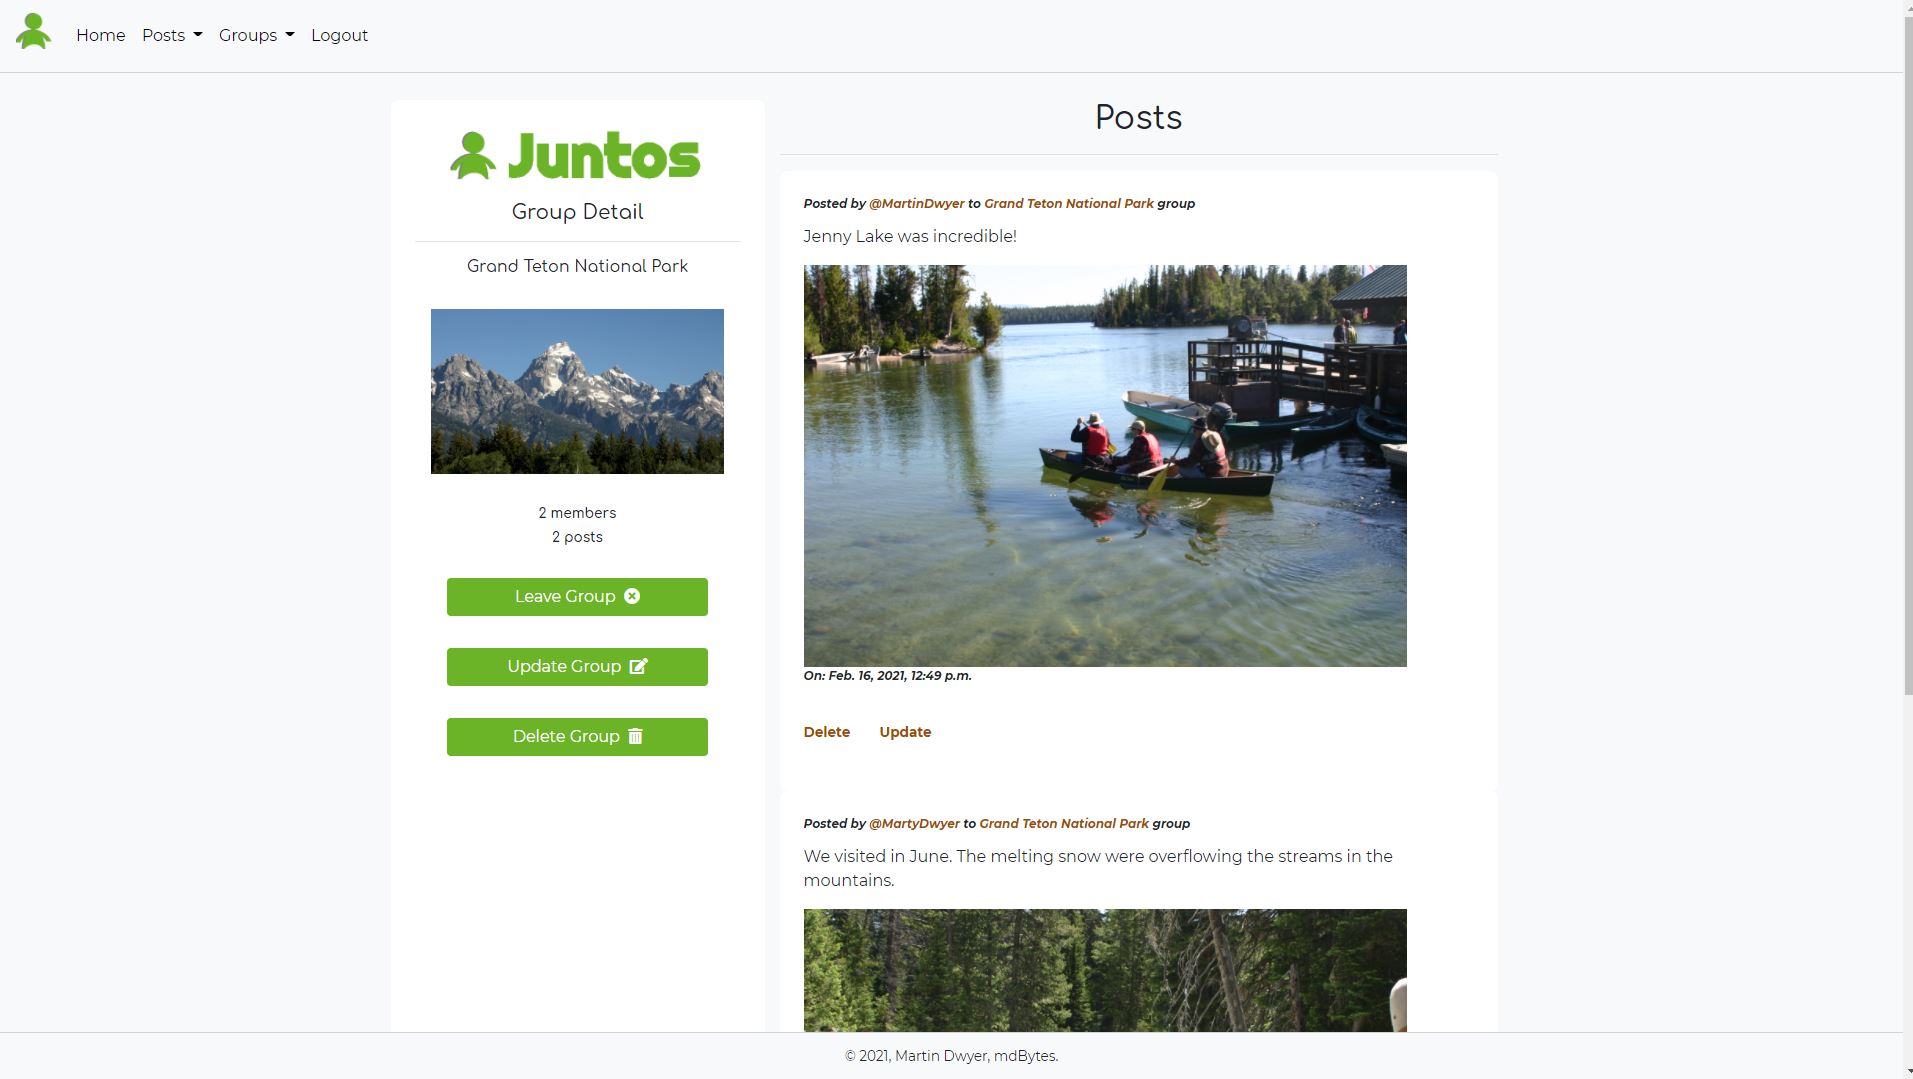 Home Posts Groups Logout
Juntos
Group Detail
Grand Teton National Park
2 members
2 posts
Leave Group
Update Group
Delete Group
Posts
Posted by @MartinDwyer to Grand Teton National Park group
Jenny Lake was incredible!
On: Feb. 16, 2021, 12:49 p.m.
Delete Update
Posted by @MartyDwyer to Grand Teton National Park group
We visited in June. The melting snow were overflowing the streams in the
mountains.
© 2021, Martin Dwyer, mdBytes.